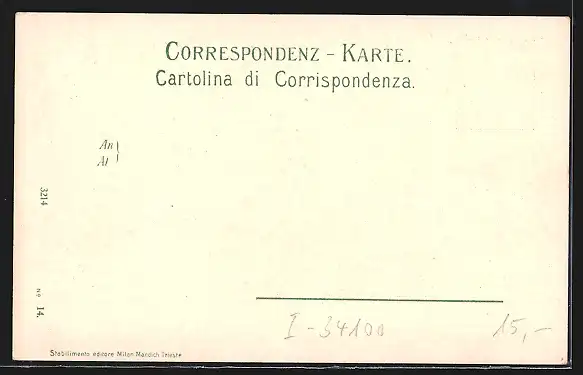 CORRESPONDENZ – KARTE.
Cartolina di Corrispondenza.
An
Al
3214
No 14.
I - 34100
15,-
Stabilimento editore Milan Mandich Trieste